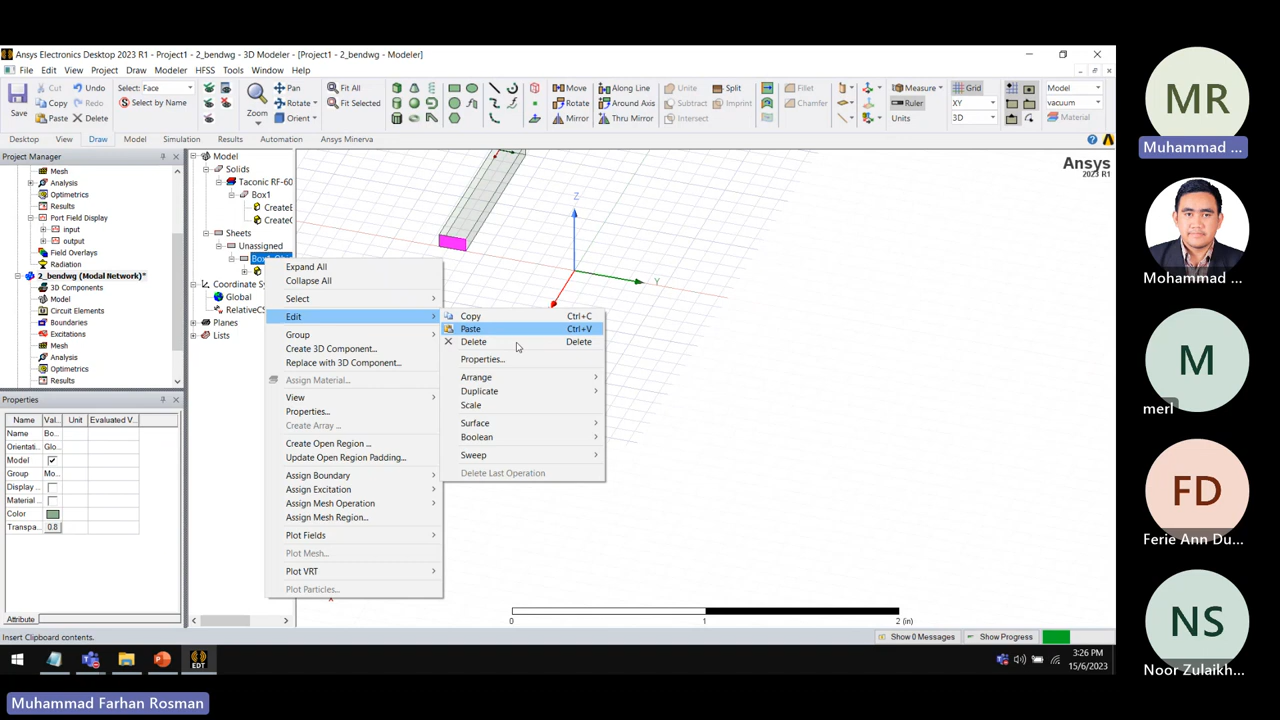 Ansys Electronics Desktop 2023 R1 - Project1 - 2_bendwg - 3D Modeler - [Project1 - 2_bendwg - Modeler]
File Edit View Project Draw Modeler HFSS Tools Window Help
Save
Cut Undo
Copy Redo
Paste Delete
Select: Face
Select by Name
Zoom
Pan
Rotate
Orient
Fit All
Fit Selected
Move Along Line
Rotate Around Axis
Mirror Thru Mirror
Unite Split
Subtract Imprint
Intersect
Fillet
Chamfer
Measure
Ruler
Units
Grid
XY
3D
Model
vacuum
Material
Desktop View Draw Model Simulation Results Automation Ansys Minerva
Project Manager
Mesh
Analysis
Optimetrics
Results
Port Field Display
input
output
Field Overlays
Radiation
2_bendwg (Modal Network)*
3D Components
Model
Circuit Elements
Boundaries
Excitations
Mesh
Analysis
Optimetrics
Results
Properties
Name Val... Unit Evaluated V...
Name Bo...
Orientati... Glo...
Model
Group Mo...
Display
Material
Color
Transpa... 0.8
Attribute
Model
Solids
Taconic RF-60
Box1
CreateB
CreateC
Sheets
Unassigned
Coordinate Sy
Global
RelativeCS
Planes
Lists
Expand All
Collapse All
Select
Edit
Group
Create 3D Component...
Replace with 3D Component...
Assign Material...
View
Properties...
Create Array ...
Create Open Region ...
Update Open Region Padding...
Assign Boundary
Assign Excitation
Assign Mesh Operation
Assign Mesh Region...
Plot Fields
Plot Mesh...
Plot VRT
Plot Particles...
Copy Ctrl+C
Paste Ctrl+V
Delete Delete
Properties...
Arrange
Duplicate
Scale
Surface
Boolean
Sweep
Delete Last Operation
Z
Y
Ansys
2023 R1
0 1 2 (in)
Insert Clipboard contents.
Show 0 Messages
Show Progress
EDT
3:26 PM
15/6/2023
Muhammad Farhan Rosman
MR
Muhammad ...
Mohammad ...
M
merl
FD
Ferie Ann Du...
NS
Noor Zulaikh...